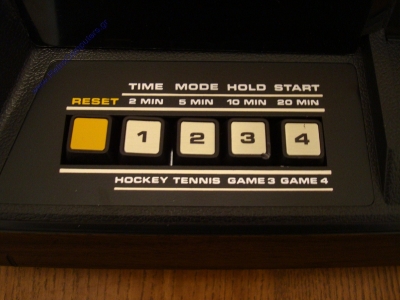 TIME MODE HOLD START
RESET 2 MIN 5 MIN 10 MIN 20 MIN
1 2 3 4
HOCKEY TENNIS GAME 3 GAME 4